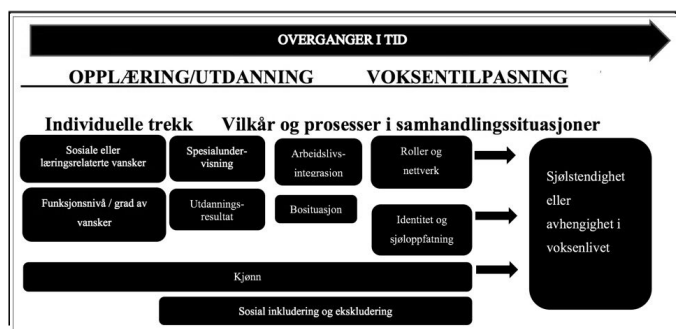 OVERGANGER I TID
OPPLÆRING/UTDANNING VOKSENTILPASNING
Individuelle trekk Vilkår og prosesser i samhandlingssituasjoner
Sosiale eller
læringsrelaterte vansker
Spesialunder-
visning
Arbeidslivs-
integrasjon
Roller og
nettverk
Funksjonsnivå / grad av
vansker
Utdannings-
resultat
Bosituasjon
Identitet og
sjøloppfatning
Kjønn
Sosial inkludering og ekskludering
Sjølstendighet
eller
avhengighet i
voksenlivet